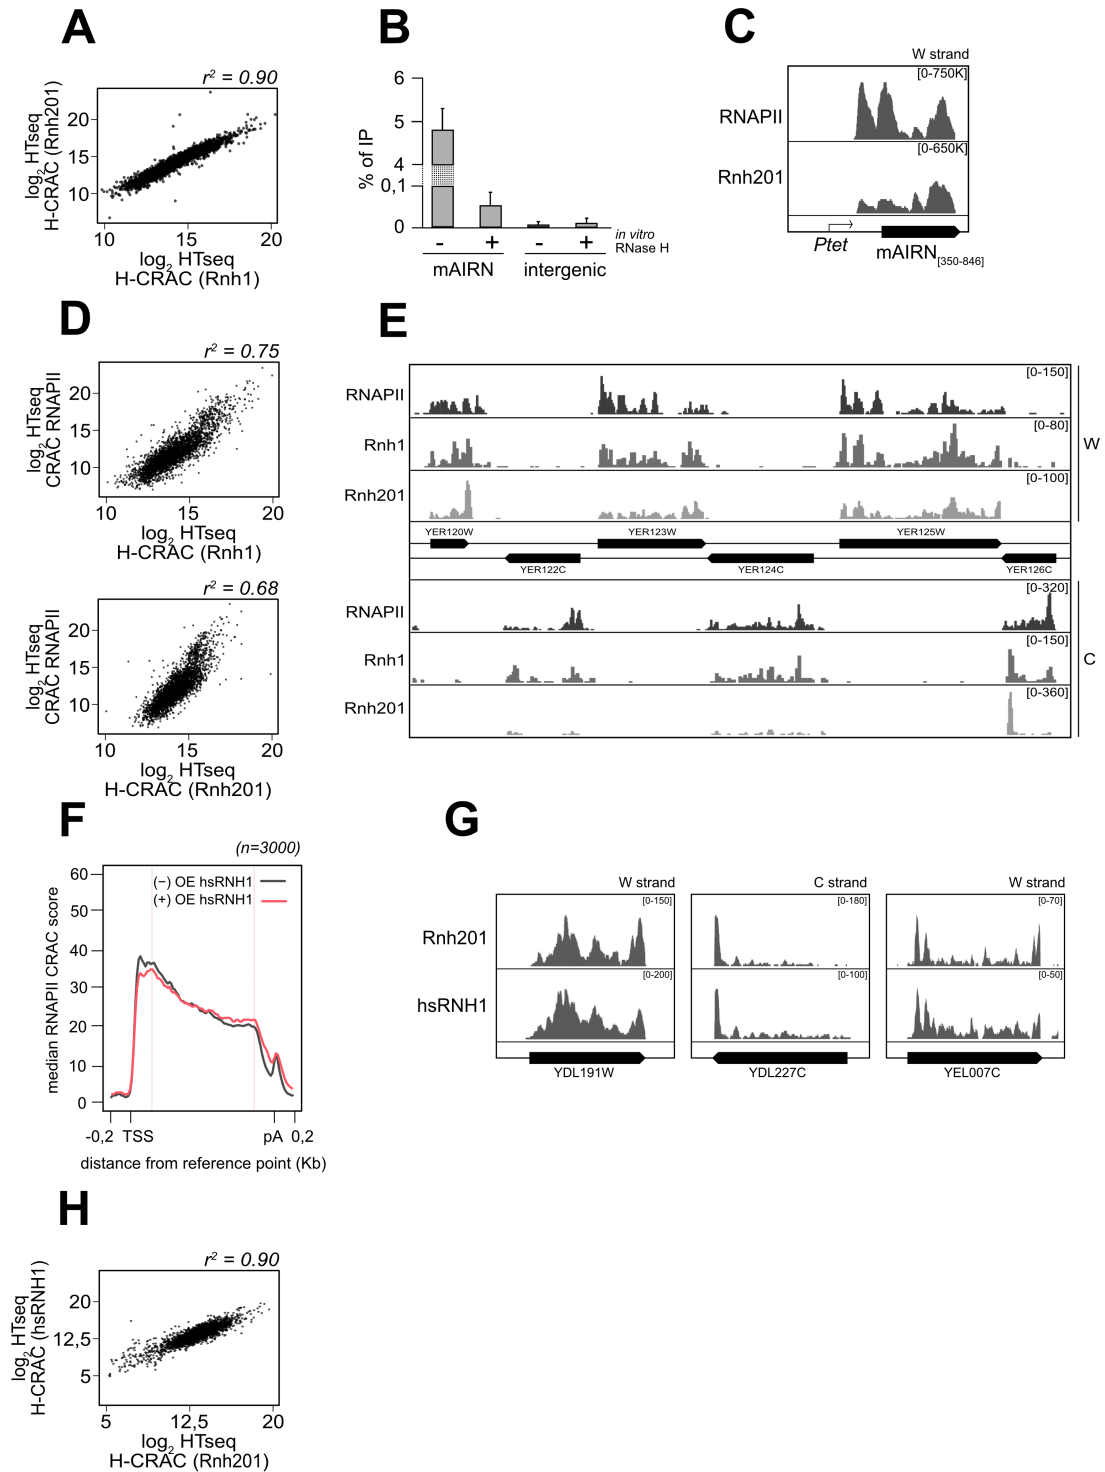 A
r² = 0.90
log₂ HTseq
H-CRAC (Rnh201)
20
15
10
10 15 20
log₂ HTseq
H-CRAC (Rnh1)
B
% of IP
6
5
4
0,1
0
- + - +
in vitro
RNase H
mAIRN intergenic
C
W strand
[0-750K]
RNAPII
[0-650K]
Rnh201
Ptet
mAIRN[350-846]
D
r² = 0.75
log₂ HTseq
CRAC RNAPII
20
15
10
10 15 20
log₂ HTseq
H-CRAC (Rnh1)
r² = 0.68
log₂ HTseq
CRAC RNAPII
20
15
10
10 15 20
log₂ HTseq
H-CRAC (Rnh201)
E
RNAPII [0-150]
Rnh1 [0-80]
W
Rnh201 [0-100]
YER120W YER123W YER125W
YER122C YER124C YER126C
RNAPII [0-320]
Rnh1 [0-150]
C
Rnh201 [0-360]
F
(n=3000)
median RNAPII CRAC score
60
50
40
30
20
10
0
(−) OE hsRNH1
(+) OE hsRNH1
-0,2 TSS pA 0,2
distance from reference point (Kb)
G
W strand C strand W strand
Rnh201 [0-150] [0-180] [0-70]
hsRNH1 [0-200] [0-100] [0-50]
YDL191W YDL227C YEL007C
H
r² = 0.90
log₂ HTseq
H-CRAC (hsRNH1)
20
12,5
5
5 12,5 20
log₂ HTseq
H-CRAC (Rnh201)